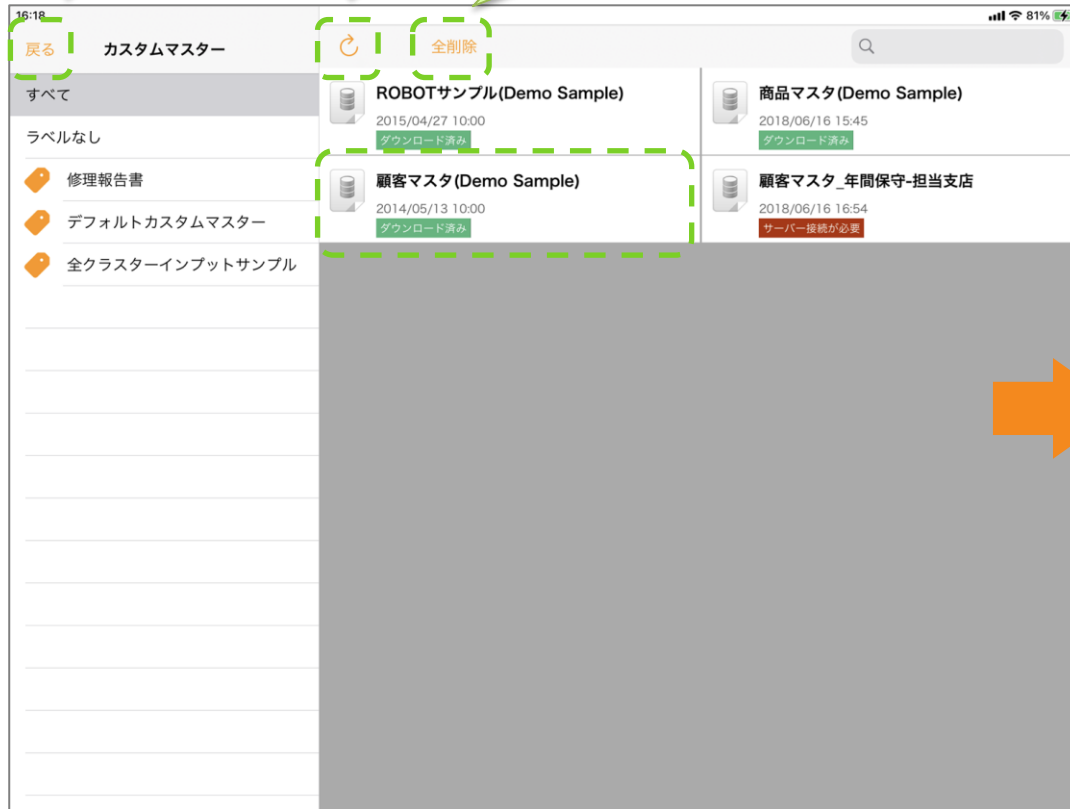 16:18
81%
戻る
カスタムマスター
全削除
すべて
ラベルなし
修理報告書
デフォルトカスタムマスター
全クラスターインプットサンプル
ROBOTサンプル(Demo Sample)
2015/04/27 10:00
ダウンロード済み
商品マスタ(Demo Sample)
2018/06/16 15:45
ダウンロード済み
顧客マスタ(Demo Sample)
2014/05/13 10:00
ダウンロード済み
顧客マスタ_年間保守-担当支店
2018/06/16 16:54
サーバー接続が必要